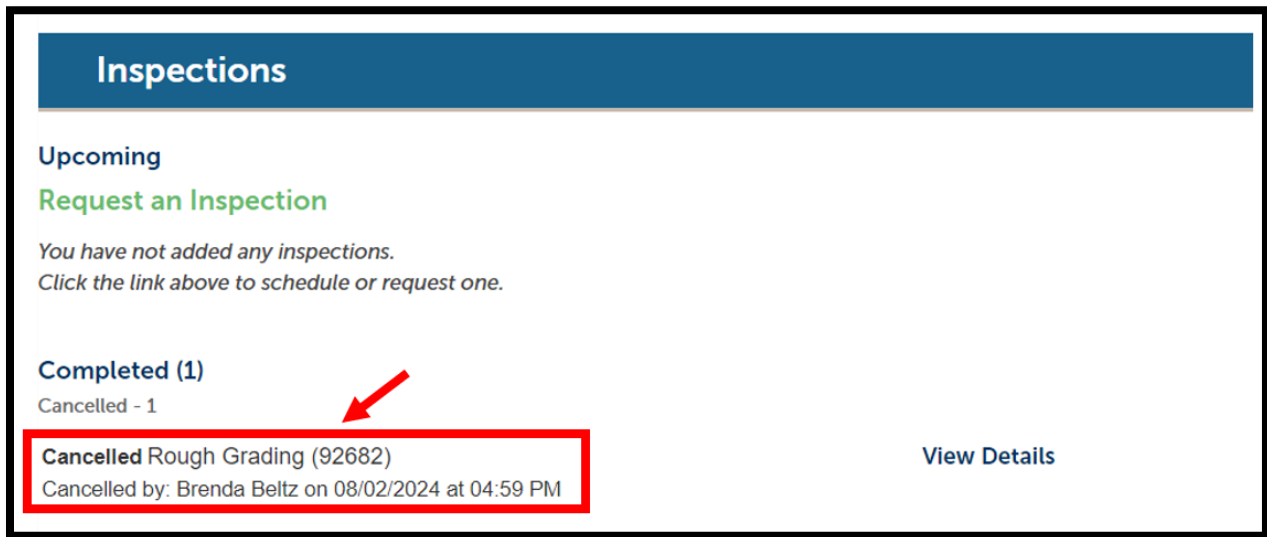 Inspections
Upcoming
Request an Inspection
You have not added any inspections.
Click the link above to schedule or request one.
Completed (1)
Cancelled - 1
Cancelled Rough Grading (92682)
View Details
Cancelled by: Brenda Beltz on 08/02/2024 at 04:59 PM